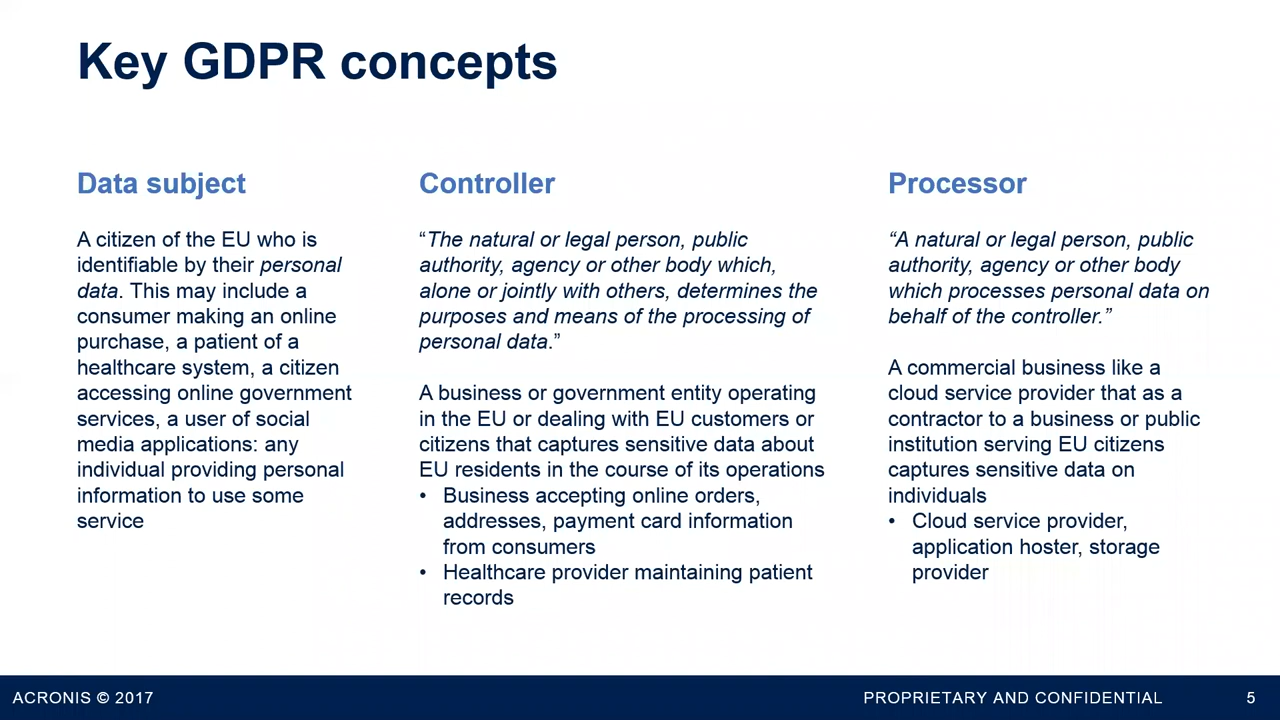 Key GDPR concepts
Data subject
A citizen of the EU who is
identifiable by their personal
data. This may include a
consumer making an online
purchase, a patient of a
healthcare system, a citizen
accessing online government
services, a user of social
media applications: any
individual providing personal
information to use some
service
Controller
“The natural or legal person, public
authority, agency or other body which,
alone or jointly with others, determines the
purposes and means of the processing of
personal data.”
A business or government entity operating
in the EU or dealing with EU customers or
citizens that captures sensitive data about
EU residents in the course of its operations
• Business accepting online orders,
addresses, payment card information
from consumers
• Healthcare provider maintaining patient
records
Processor
“A natural or legal person, public
authority, agency or other body
which processes personal data on
behalf of the controller.”
A commercial business like a
cloud service provider that as a
contractor to a business or public
institution serving EU citizens
captures sensitive data on
individuals
• Cloud service provider,
application hoster, storage
provider
ACRONIS © 2017
PROPRIETARY AND CONFIDENTIAL
5